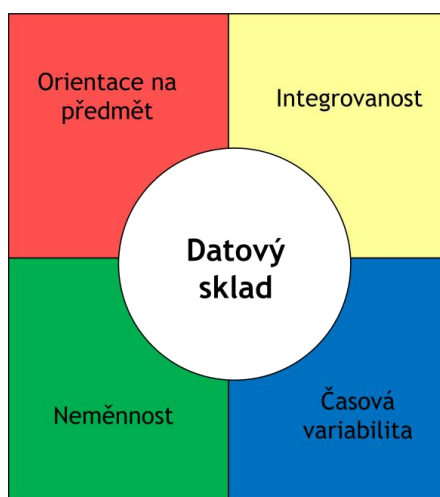 Orientace na
předmět
Integrovanost
Datový
sklad
Neměnnost
Časová
variabilita